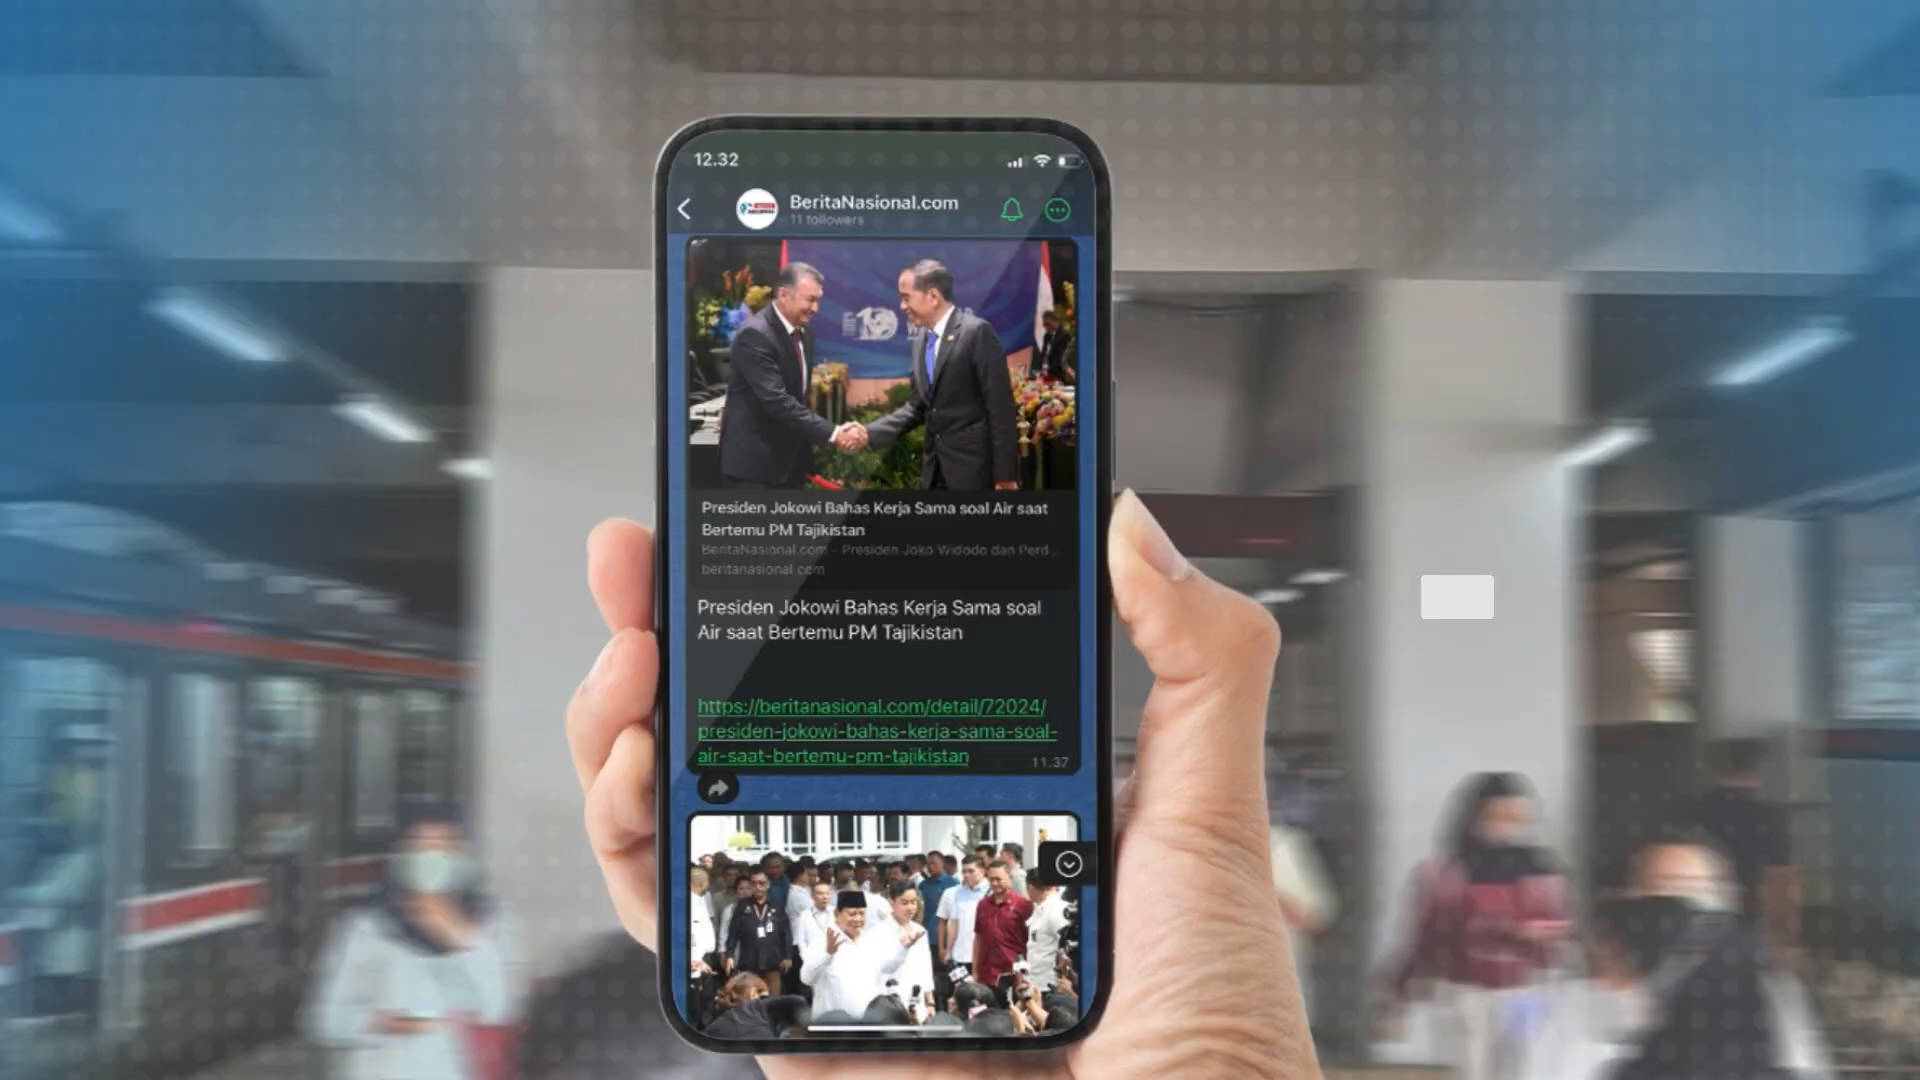 12.32
BeritaNasional.com
11 followers
10
Presiden Jokowi Bahas Kerja Sama soal Air saat
Bertemu PM Tajikistan
BeritaNasional.com - Presiden Joko Widodo dan Perd...
beritanasional.com
Presiden Jokowi Bahas Kerja Sama soal
Air saat Bertemu PM Tajikistan
https://beritanasional.com/detail/72024/
presiden-jokowi-bahas-kerja-sama-soal-
air-saat-bertemu-pm-tajikistan
11.37